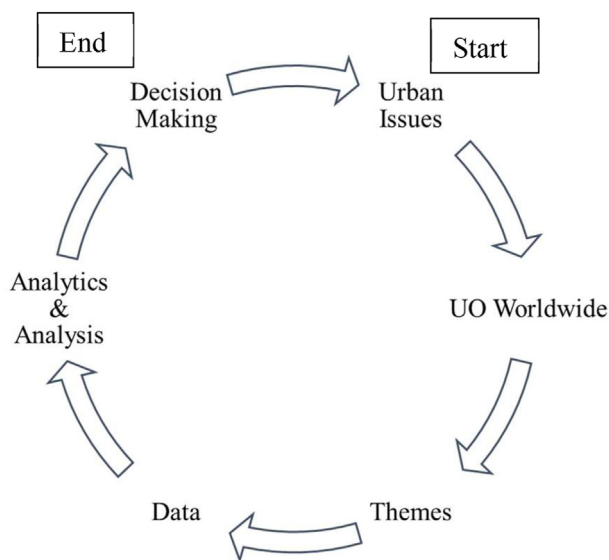 End
Start
Decision
Making
Urban
Issues
Analytics
&
Analysis
UO Worldwide
Data
Themes